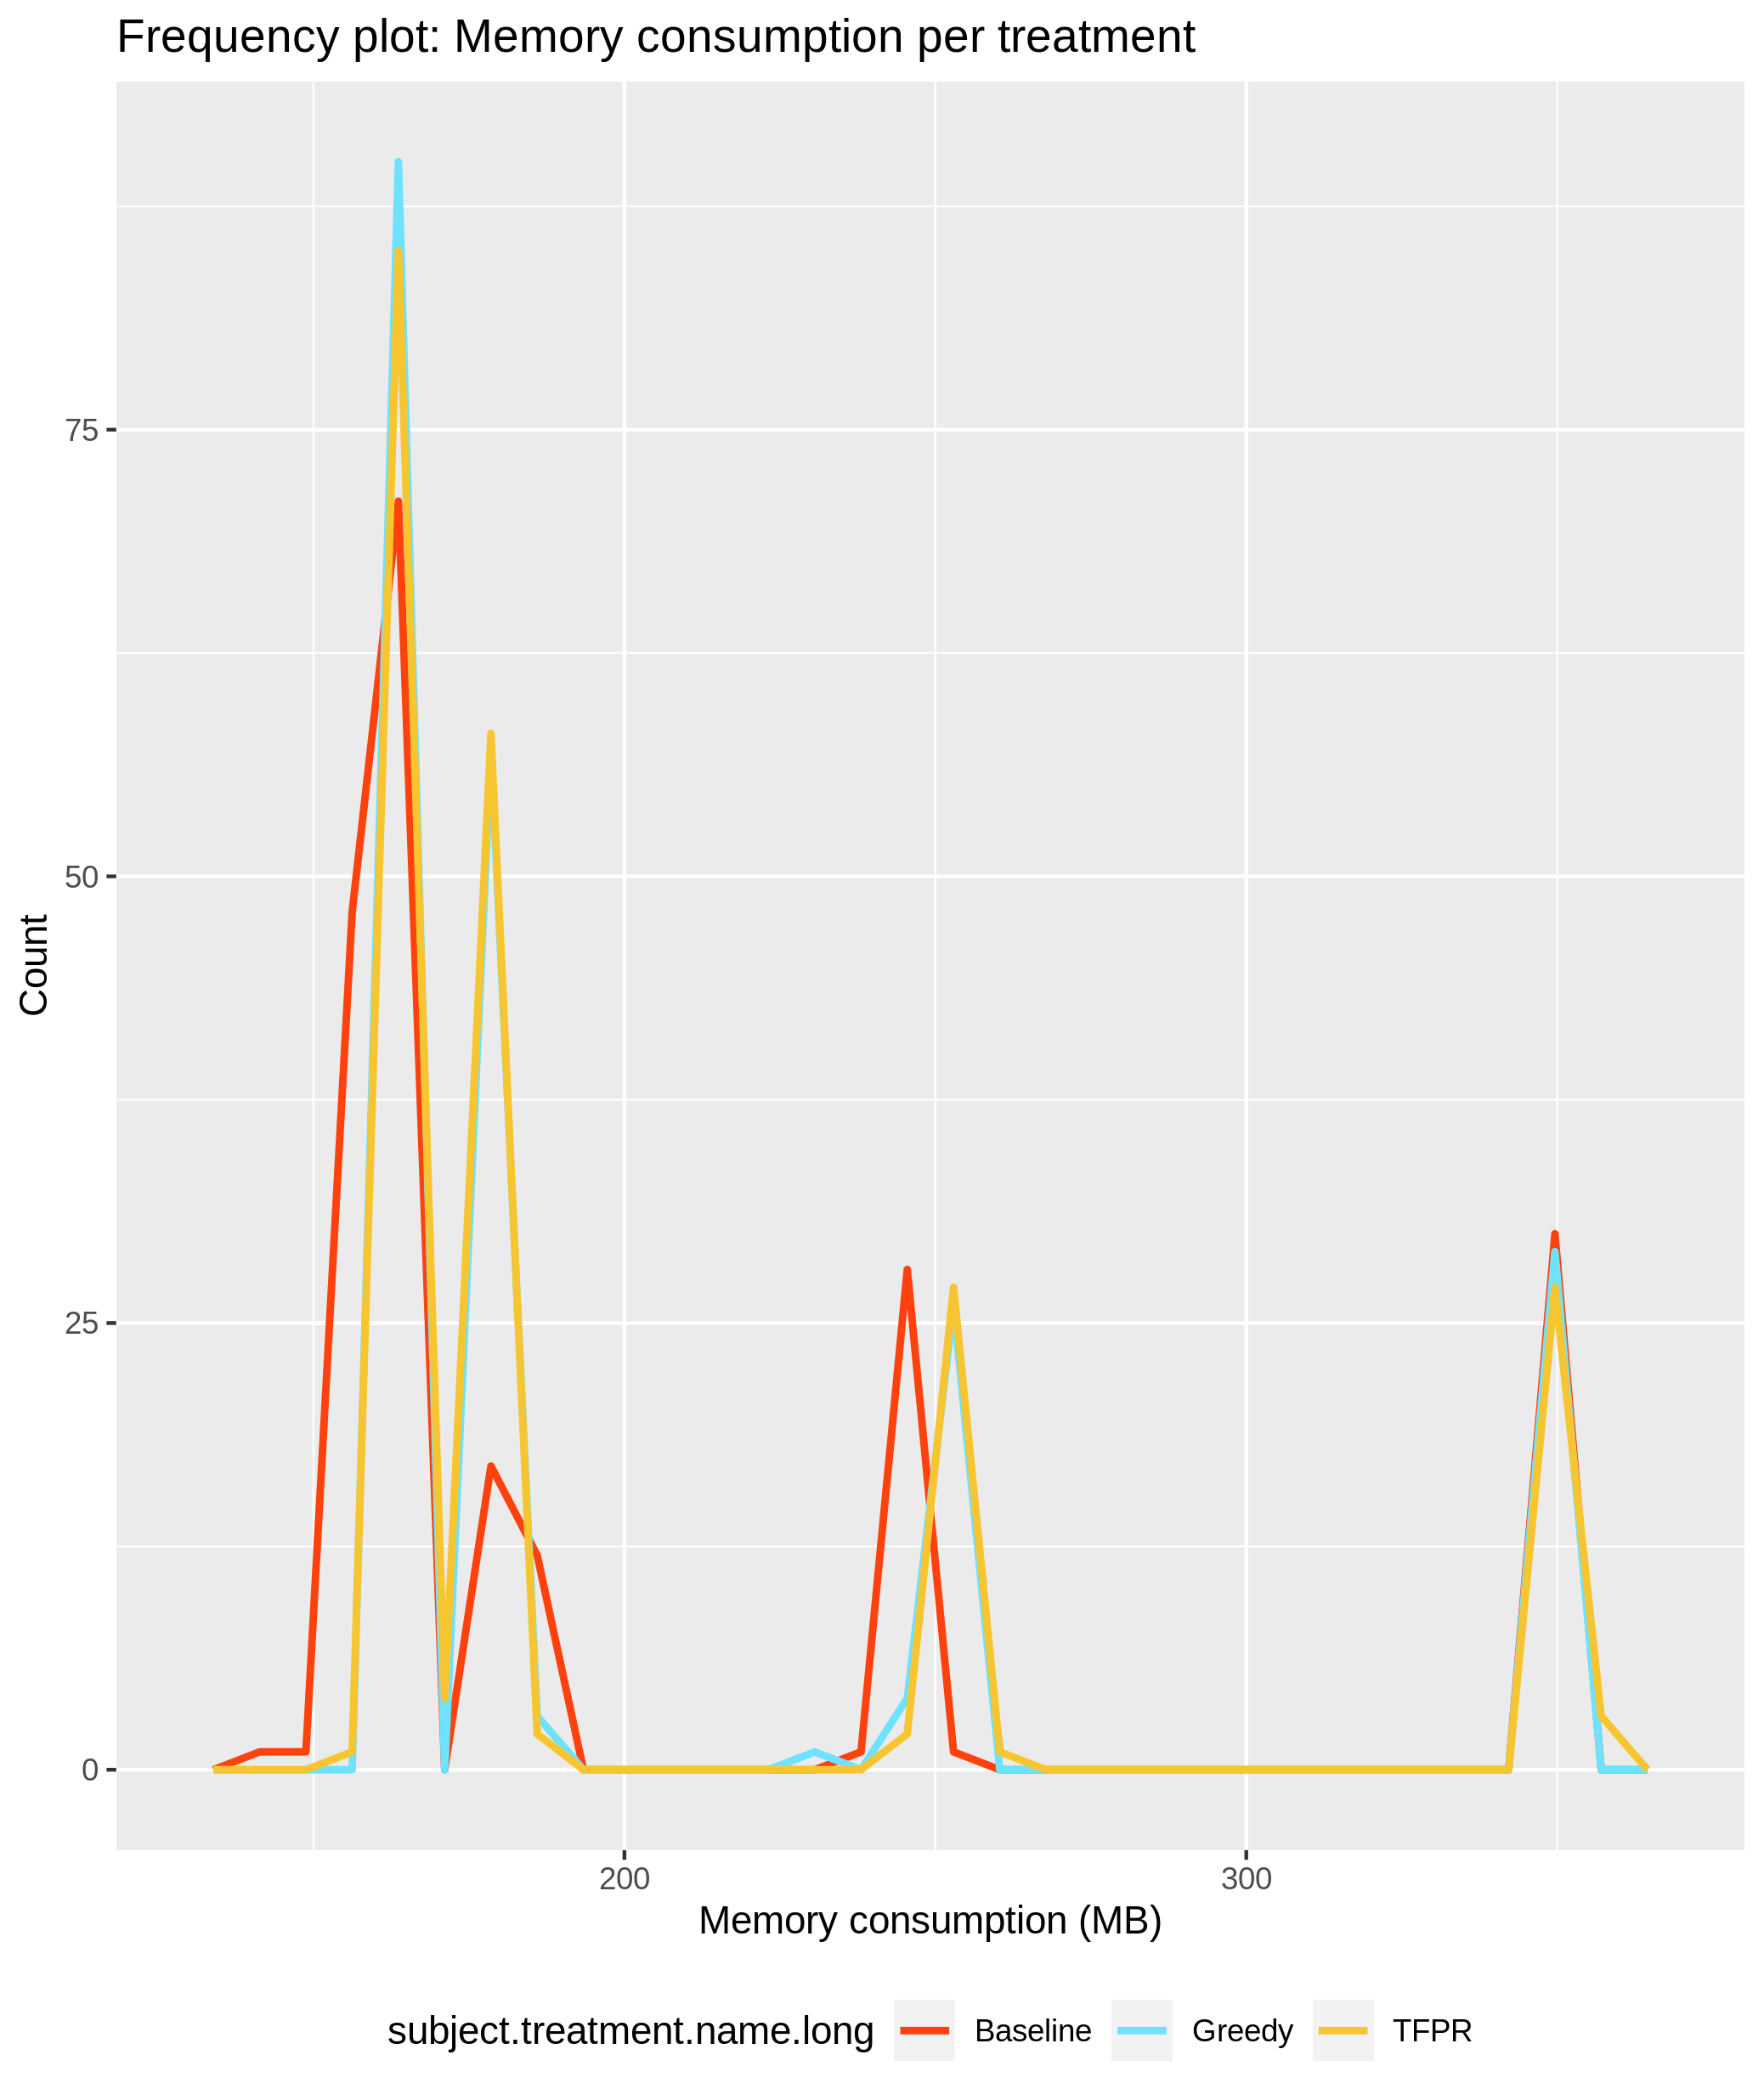 Frequency plot: Memory consumption per treatment
75
50
25
0
Count
200 300
Memory consumption (MB)
subject.treatment.name.long Baseline Greedy TFPR